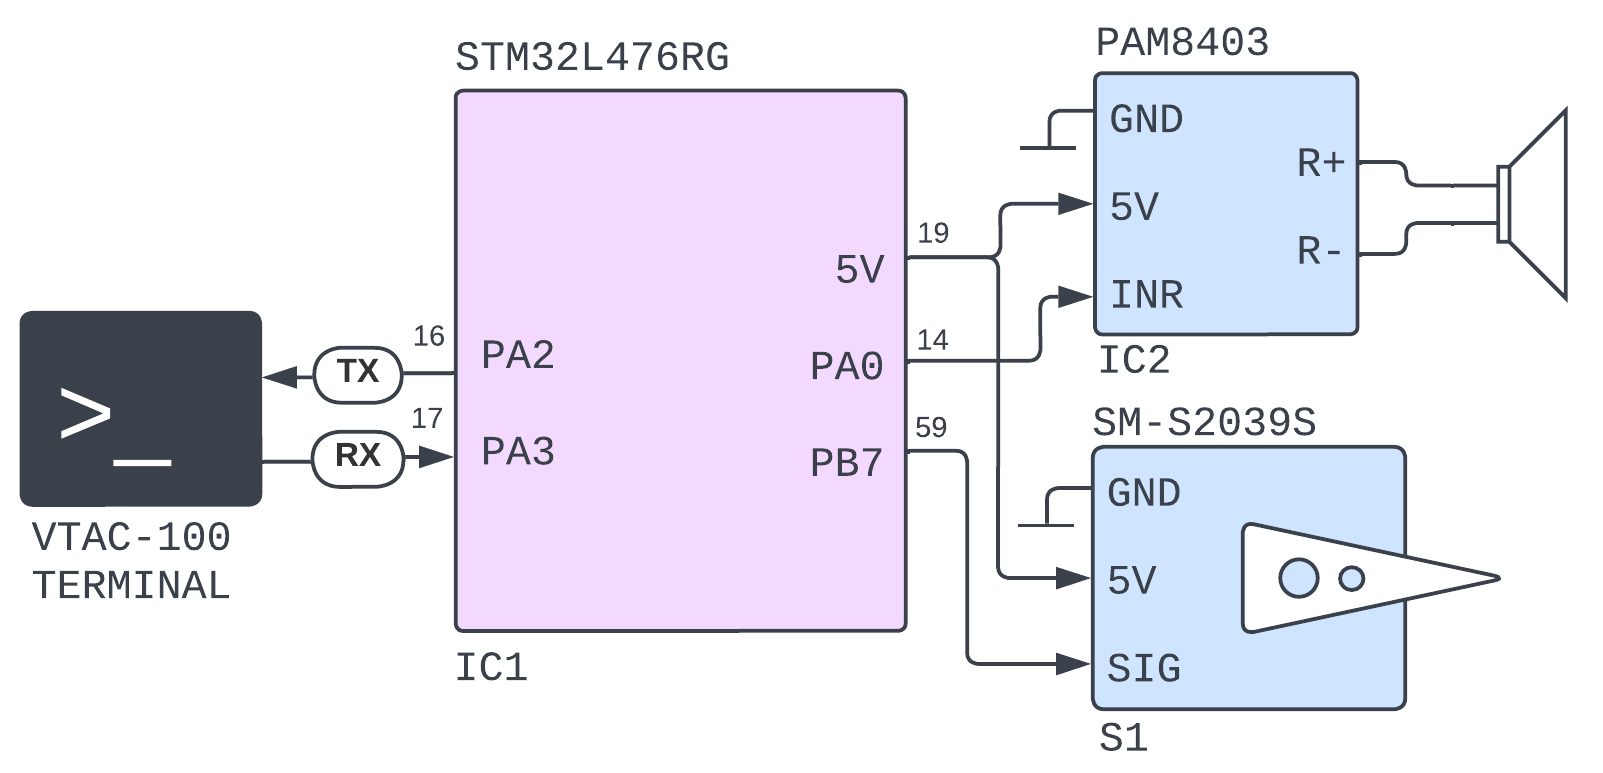 STM32L476RG
PAM8403
GND
5V
INR
R+
R-
IC2
>_
VTAC-100
TERMINAL
TX
RX
16
17
PA2
PA3
5V
PA0
PB7
19
14
59
IC1
SM-S2039S
GND
5V
SIG
S1